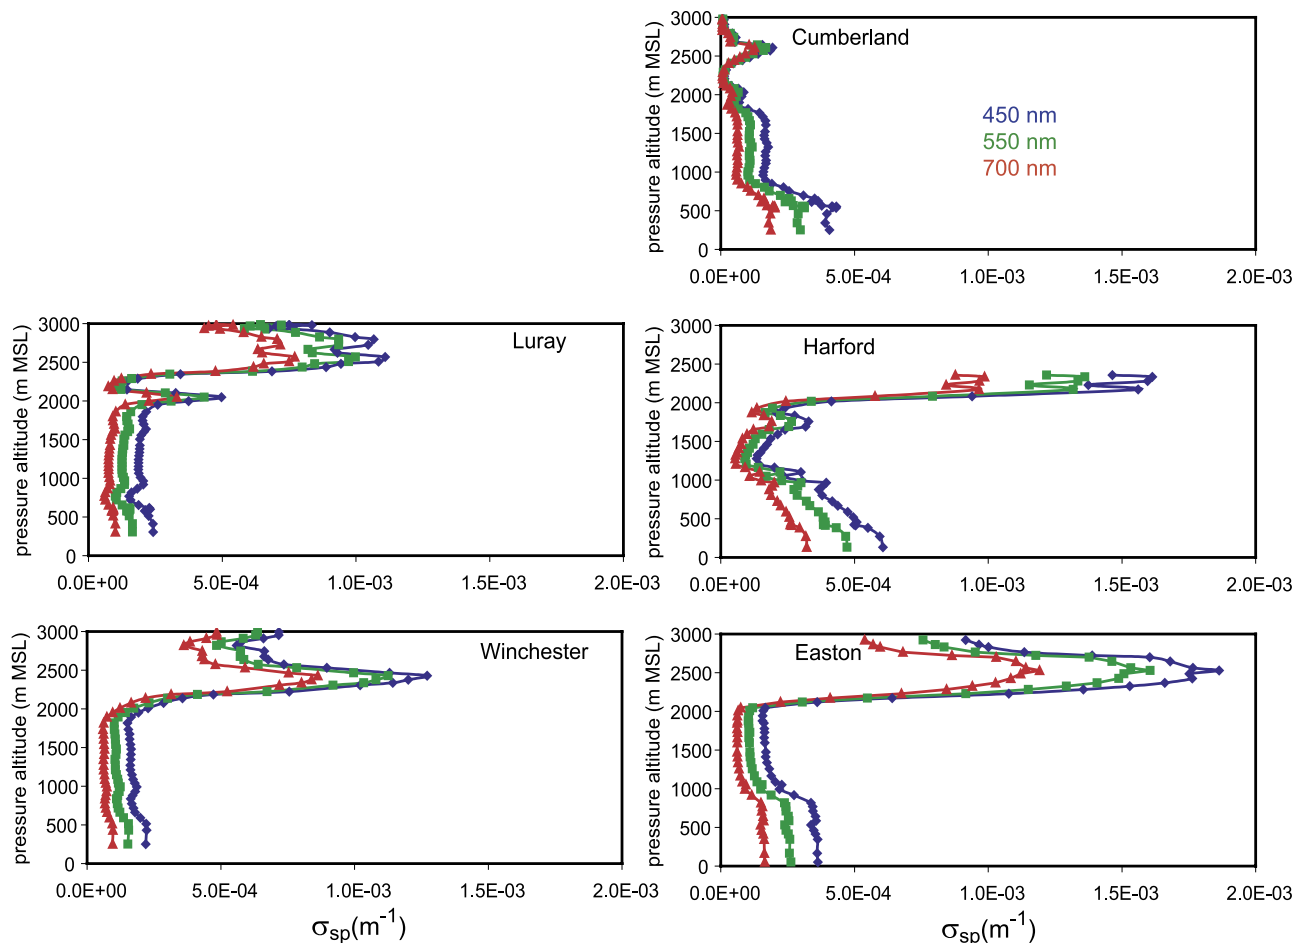 Cumberland
450 nm
550 nm
700 nm
pressure altitude (m MSL)
3000
2500
2000
1500
1000
500
0
0.0E+00
5.0E-04
1.0E-03
1.5E-03
2.0E-03
Luray
pressure altitude (m MSL)
3000
2500
2000
1500
1000
500
0
0.0E+00
5.0E-04
1.0E-03
1.5E-03
2.0E-03
Harford
pressure altitude (m MSL)
3000
2500
2000
1500
1000
500
0
0.0E+00
5.0E-04
1.0E-03
1.5E-03
2.0E-03
Winchester
pressure altitude (m MSL)
3000
2500
2000
1500
1000
500
0
0.0E+00
5.0E-04
1.0E-03
1.5E-03
2.0E-03
σsp(m⁻¹)
Easton
pressure altitude (m MSL)
3000
2500
2000
1500
1000
500
0
0.0E+00
5.0E-04
1.0E-03
1.5E-03
2.0E-03
σsp(m⁻¹)